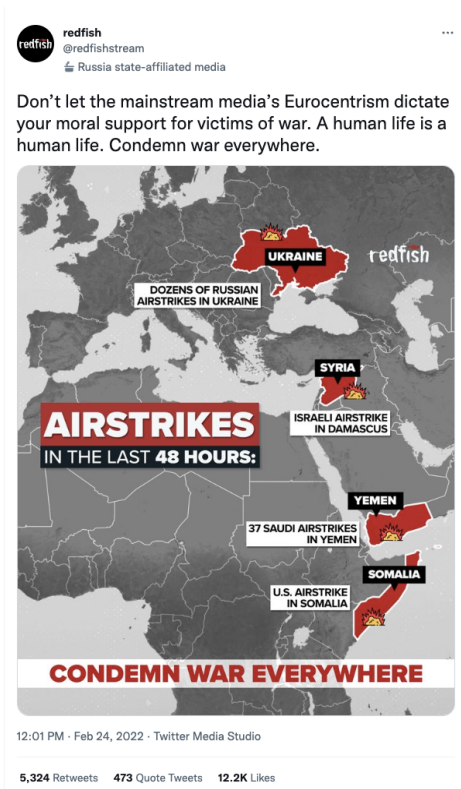 redfish
redfish
@redfishstream
Russia state-affiliated media
Don’t let the mainstream media’s Eurocentrism dictate
your moral support for victims of war. A human life is a
human life. Condemn war everywhere.
UKRAINE
redfish
DOZENS OF RUSSIAN
AIRSTRIKES IN UKRAINE
SYRIA
ISRAELI AIRSTRIKE
IN DAMASCUS
AIRSTRIKES
IN THE LAST 48 HOURS:
YEMEN
37 SAUDI AIRSTRIKES
IN YEMEN
SOMALIA
U.S. AIRSTRIKE
IN SOMALIA
CONDEMN WAR EVERYWHERE
12:01 PM · Feb 24, 2022 · Twitter Media Studio
5,324 Retweets 473 Quote Tweets 12.2K Likes